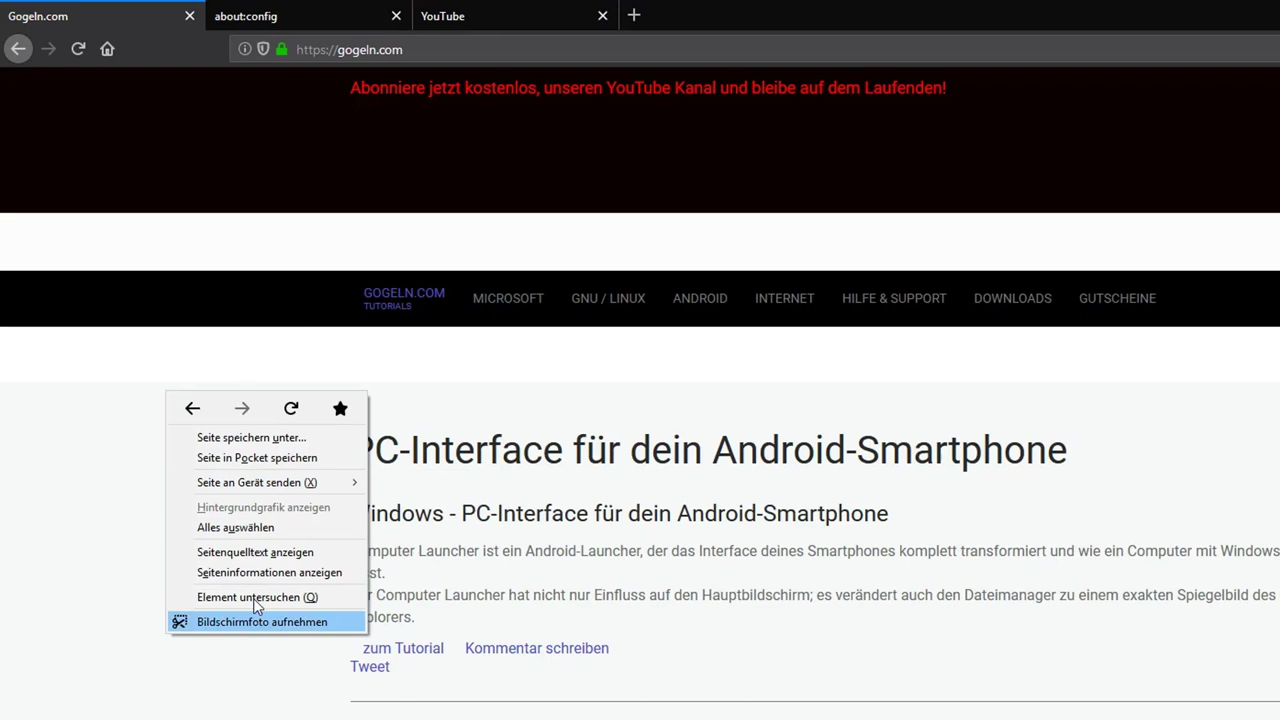 Gogeln.com
about:config
YouTube
https://gogeln.com
Abonniere jetzt kostenlos, unseren YouTube Kanal und bleibe auf dem Laufenden!
GOGELN.COM
TUTORIALS
MICROSOFT
GNU / LINUX
ANDROID
INTERNET
HILFE & SUPPORT
DOWNLOADS
GUTSCHEINE
Seite speichern unter...
Seite in Pocket speichern
Seite an Gerät senden (X)
Hintergrundgrafik anzeigen
Alles auswählen
Seitenquelltext anzeigen
Seiteninformationen anzeigen
Element untersuchen (Q)
Bildschirmfoto aufnehmen
PC-Interface für dein Android-Smartphone
indows - PC-Interface für dein Android-Smartphone
mputer Launcher ist ein Android-Launcher, der das Interface deines Smartphones komplett transformiert und wie ein Computer mit Windows
st.
r Computer Launcher hat nicht nur Einfluss auf den Hauptbildschirm; es verändert auch den Dateimanager zu einem exakten Spiegelbild des
plorers.
zum Tutorial
Kommentar schreiben
Tweet